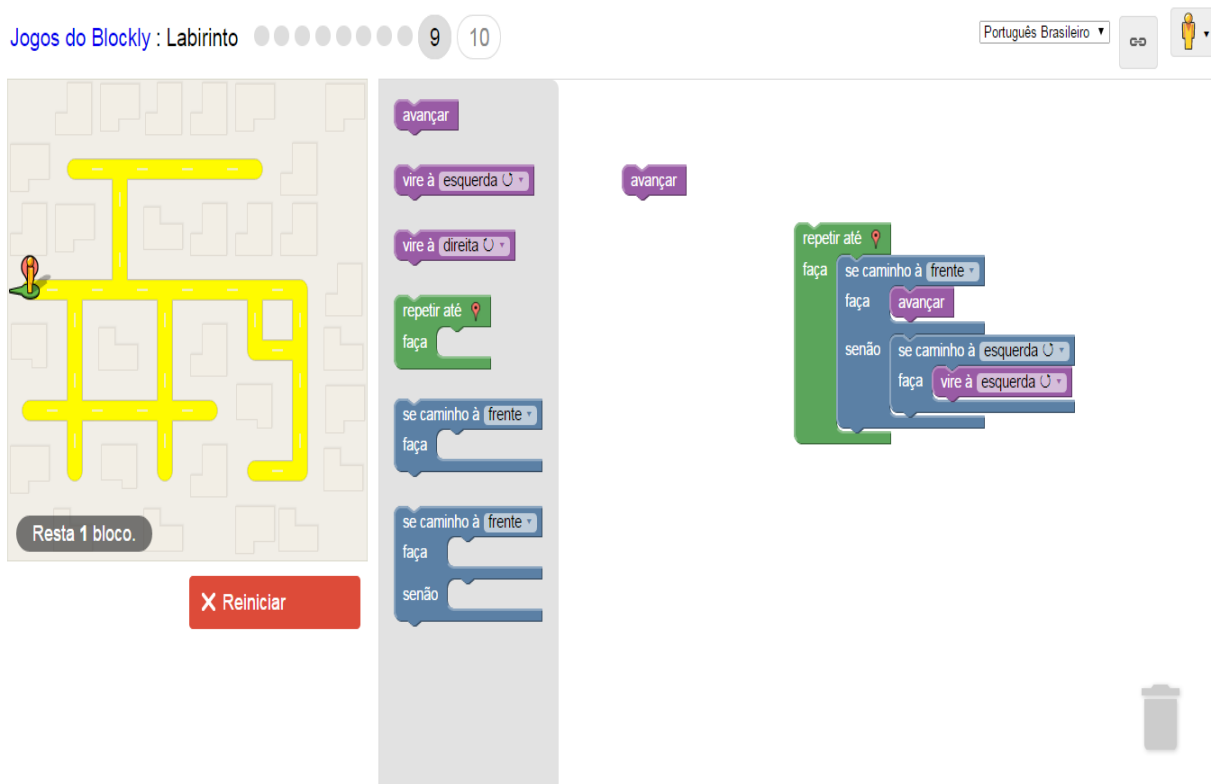 Jogos do Blockly : Labirinto 9 10
Português Brasileiro
avançar
vire à esquerda
vire à direita
repetir até
faça
se caminho à frente
faça
se caminho à frente
faça
senão
avançar
repetir até
faça se caminho à frente
faça avançar
senão se caminho à esquerda
faça vire à esquerda
Resta 1 bloco.
Reiniciar